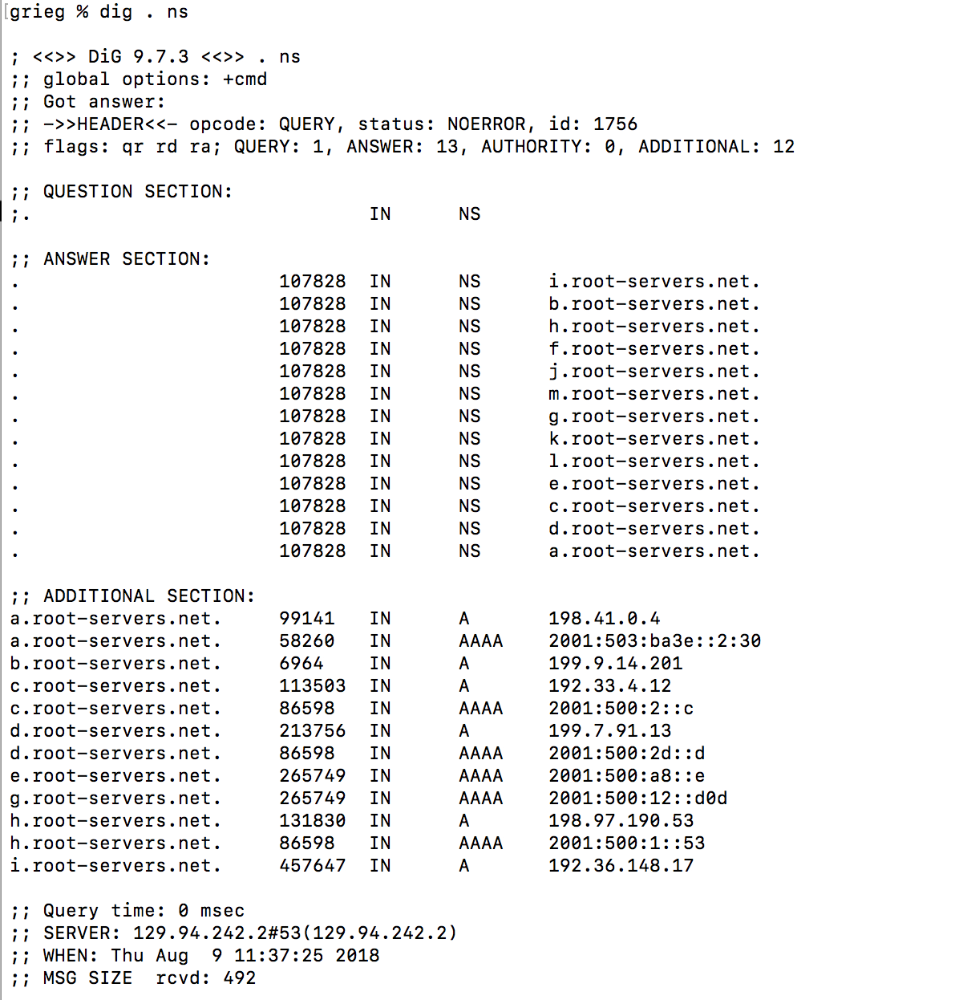 [grieg % dig . ns
; <<>> DiG 9.7.3 <<>> . ns
;; global options: +cmd
;; Got answer:
;; ->>HEADER<<- opcode: QUERY, status: NOERROR, id: 1756
;; flags: qr rd ra; QUERY: 1, ANSWER: 13, AUTHORITY: 0, ADDITIONAL: 12
;; QUESTION SECTION:
;. IN NS
;; ANSWER SECTION:
. 107828 IN NS i.root-servers.net.
. 107828 IN NS b.root-servers.net.
. 107828 IN NS h.root-servers.net.
. 107828 IN NS f.root-servers.net.
. 107828 IN NS j.root-servers.net.
. 107828 IN NS m.root-servers.net.
. 107828 IN NS g.root-servers.net.
. 107828 IN NS k.root-servers.net.
. 107828 IN NS l.root-servers.net.
. 107828 IN NS e.root-servers.net.
. 107828 IN NS c.root-servers.net.
. 107828 IN NS d.root-servers.net.
. 107828 IN NS a.root-servers.net.
;; ADDITIONAL SECTION:
a.root-servers.net. 99141 IN A 198.41.0.4
a.root-servers.net. 58260 IN AAAA 2001:503:ba3e::2:30
b.root-servers.net. 6964 IN A 199.9.14.201
c.root-servers.net. 113503 IN A 192.33.4.12
c.root-servers.net. 86598 IN AAAA 2001:500:2::c
d.root-servers.net. 213756 IN A 199.7.91.13
d.root-servers.net. 86598 IN AAAA 2001:500:2d::d
e.root-servers.net. 265749 IN AAAA 2001:500:a8::e
g.root-servers.net. 265749 IN AAAA 2001:500:12::d0d
h.root-servers.net. 131830 IN A 198.97.190.53
h.root-servers.net. 86598 IN AAAA 2001:500:1::53
i.root-servers.net. 457647 IN A 192.36.148.17
;; Query time: 0 msec
;; SERVER: 129.94.242.2#53(129.94.242.2)
;; WHEN: Thu Aug  9 11:37:25 2018
;; MSG SIZE  rcvd: 492